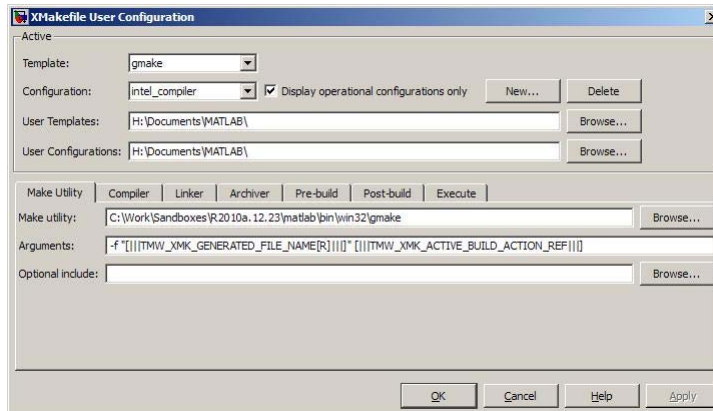 XMakefile User Configuration
Active
Template: gmake
Configuration: intel_compiler Display operational configurations only New... Delete
User Templates: H:\Documents\MATLAB\ Browse...
User Configurations: H:\Documents\MATLAB\ Browse...
Make Utility Compiler Linker Archiver Pre-build Post-build Execute
Make utility: C:\Work\Sandboxes\R2010a.12.23\matlab\bin\win32\gmake Browse...
Arguments: -f "[|||TMW_XMK_GENERATED_FILE_NAME[R]|||]" [|||TMW_XMK_ACTIVE_BUILD_ACTION_REF|||]
Optional include: Browse...
OK Cancel Help Apply